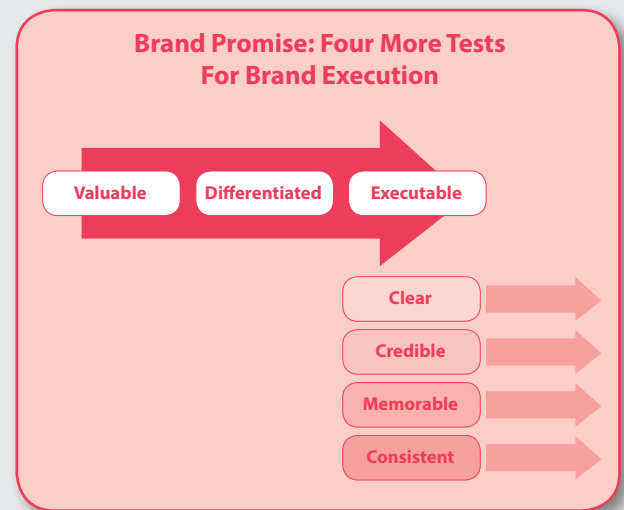 Brand Promise: Four More Tests
For Brand Execution
Valuable
Differentiated
Executable
Clear
Credible
Memorable
Consistent